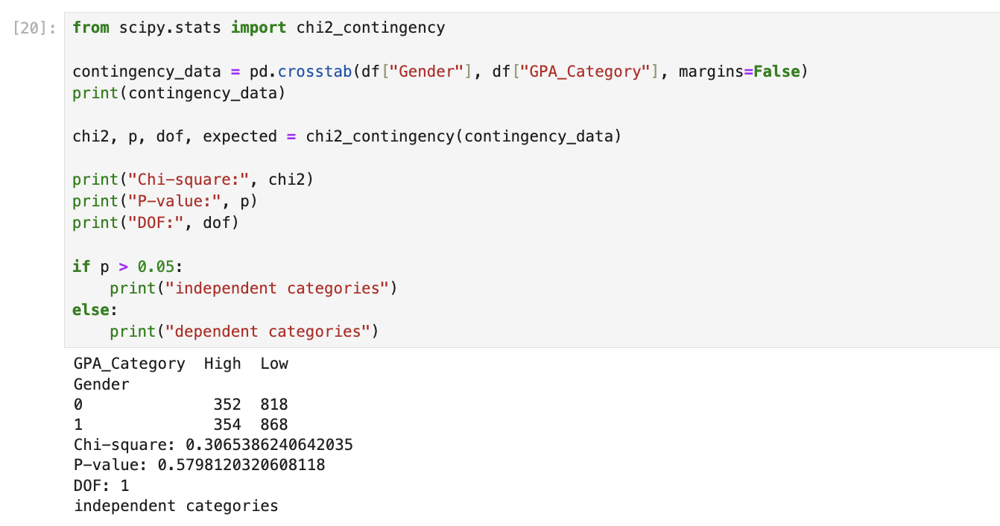 [20]:
from scipy.stats import chi2_contingency
contingency_data = pd.crosstab(df["Gender"], df["GPA_Category"], margins=False)
print(contingency_data)
chi2, p, dof, expected = chi2_contingency(contingency_data)
print("Chi-square:", chi2)
print("P-value:", p)
print("DOF:", dof)
if p > 0.05:
    print("independent categories")
else:
    print("dependent categories")
GPA_Category  High  Low
Gender
0              352  818
1              354  868
Chi-square: 0.3065386240642035
P-value: 0.5798120320608118
DOF: 1
independent categories